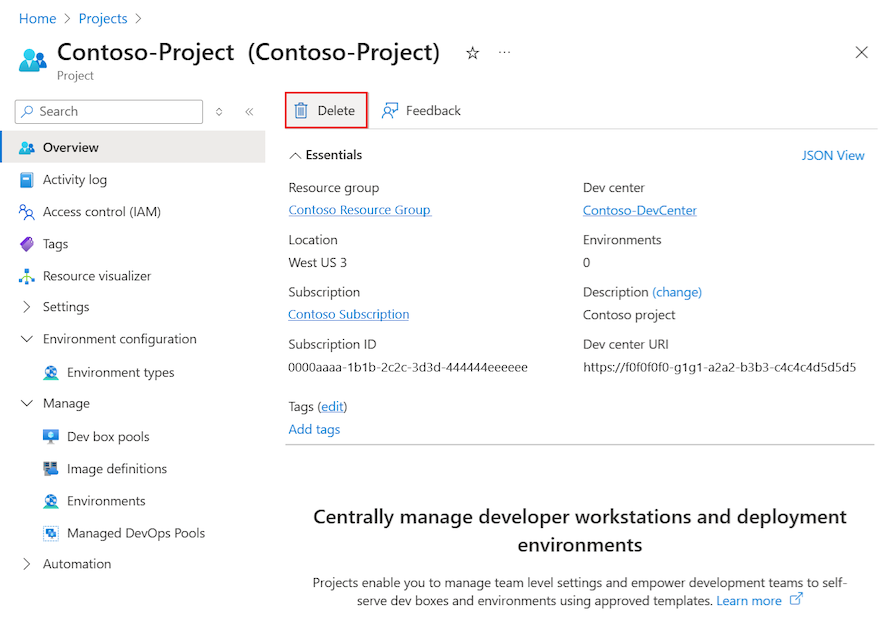 Home > Projects >
Contoso-Project (Contoso-Project) ☆ ···
Project
Search
Overview
Activity log
Access control (IAM)
Tags
Resource visualizer
Settings
Environment configuration
Environment types
Manage
Dev box pools
Image definitions
Environments
Managed DevOps Pools
Automation
Delete Feedback
Essentials JSON View
Resource group
Contoso Resource Group
Location
West US 3
Subscription
Contoso Subscription
Subscription ID
0000aaaa-1b1b-2c2c-3d3d-444444eeeeee
Dev center
Contoso-DevCenter
Environments
0
Description (change)
Contoso project
Dev center URI
https://f0f0f0f0-g1g1-a2a2-b3b3-c4c4c4d5d5d5
Tags (edit)
Add tags
Centrally manage developer workstations and deployment
environments
Projects enable you to manage team level settings and empower development teams to self-
serve dev boxes and environments using approved templates. Learn more